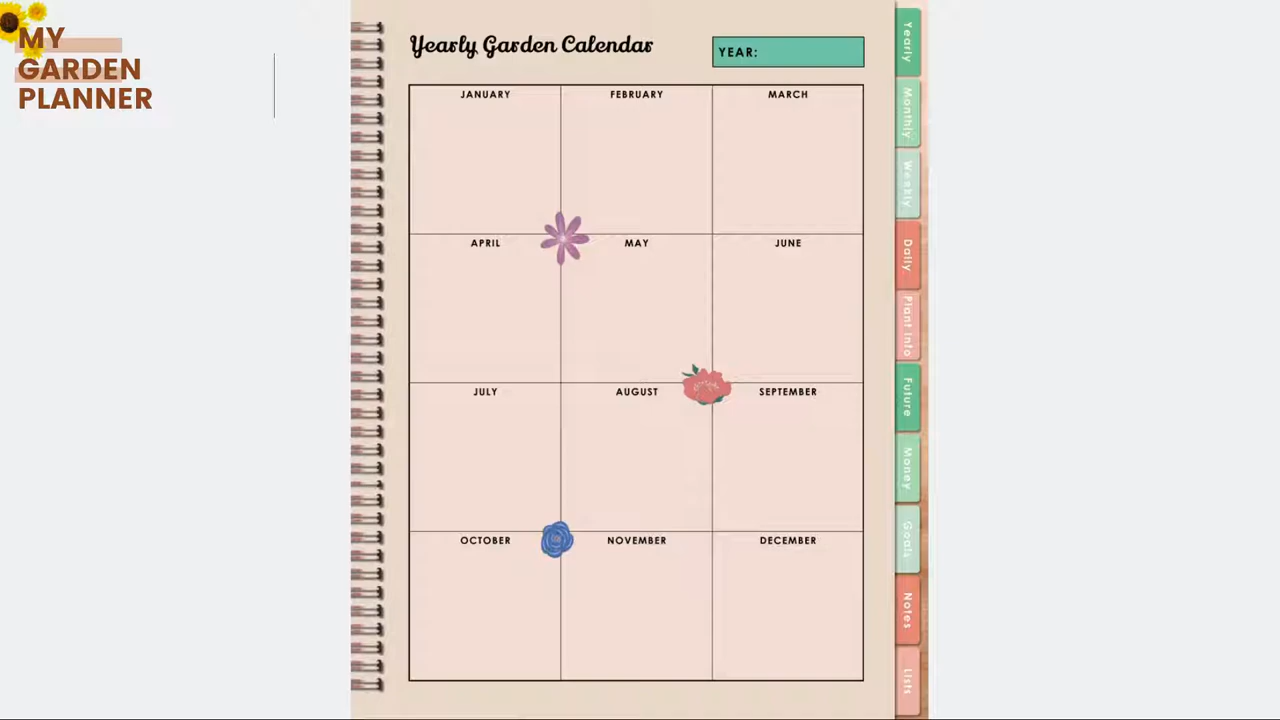 MY
GARDEN
PLANNER
Yearly Garden Calendar
YEAR:
JANUARY
FEBRUARY
MARCH
APRIL
MAY
JUNE
JULY
AUGUST
SEPTEMBER
OCTOBER
NOVEMBER
DECEMBER
Yearly
Monthly
Weekly
Daily
Plant Info
Future
Money
Goals
Notes
Lists